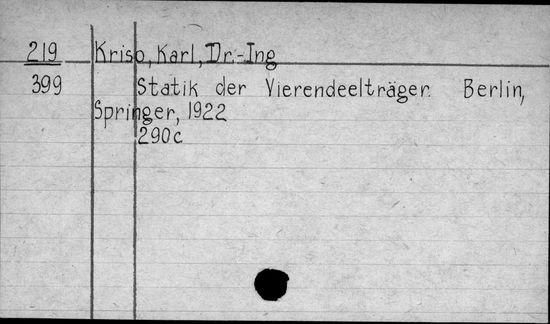 219 Kriso, Karl, Dr.-Ing
399 Statik der Vierendeelträger. Berlin,
Springer, 1922
290c